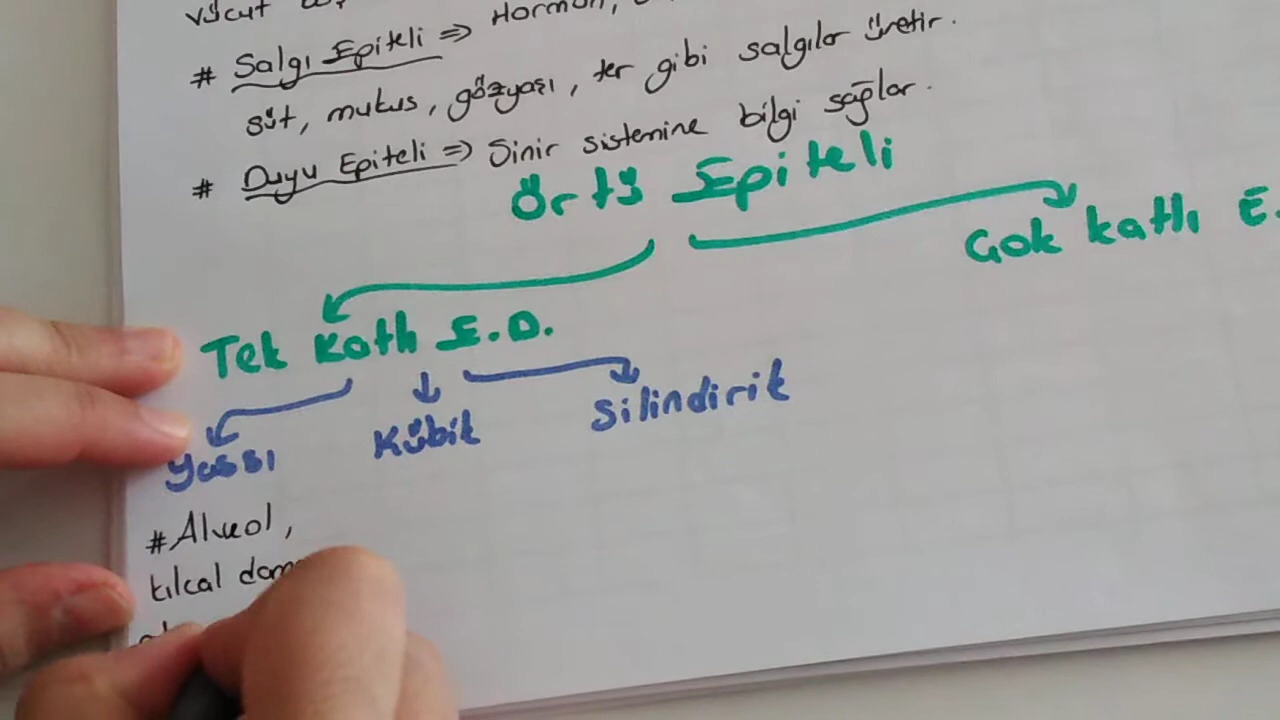 vücut
# Salgı Epiteli => Hormon,
süt, mukus, gözyaşı, ter gibi salgılar üretir.
# Duyu Epiteli => Sinir sistemine bilgi sağlar.
Örtü Epiteli
Tek Katlı E.D.
Çok katlı E.
Yassı
Kübik
Silindirik
#Alveol,
kılcal